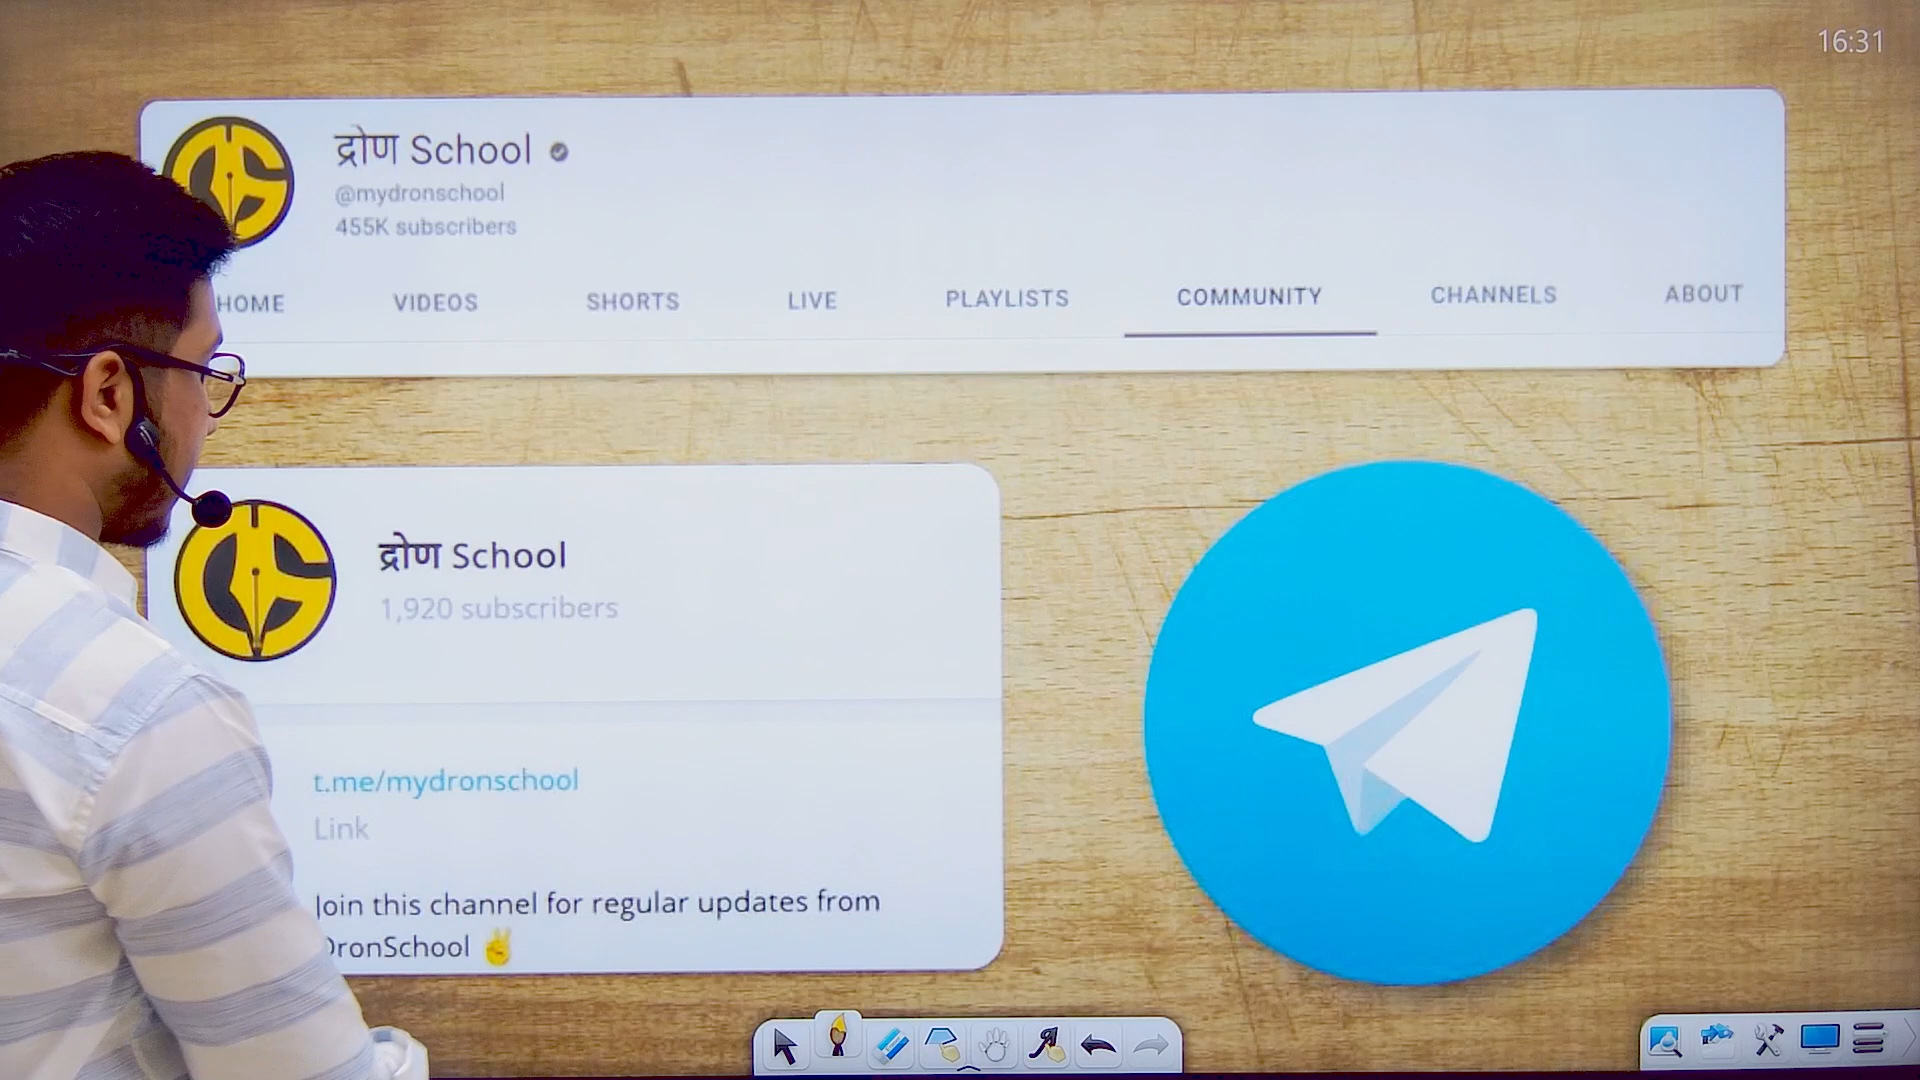 16:31
द्रोण School
@mydronschool
455K subscribers
HOME VIDEOS SHORTS LIVE PLAYLISTS COMMUNITY CHANNELS ABOUT
द्रोण School
1,920 subscribers
t.me/mydronschool
Link
Join this channel for regular updates from
DronSchool ✌